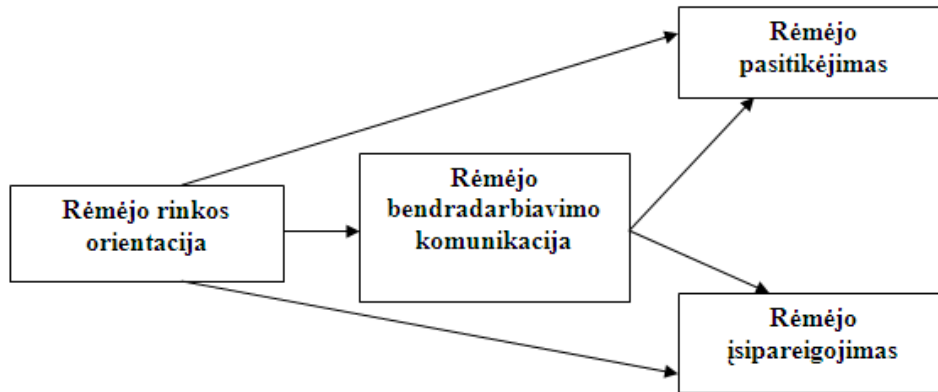 Rėmėjo
pasitikėjimas
Rėmėjo
bendradarbiavimo
komunikacija
Rėmėjo rinkos
orientacija
Rėmėjo
įsipareigojimas